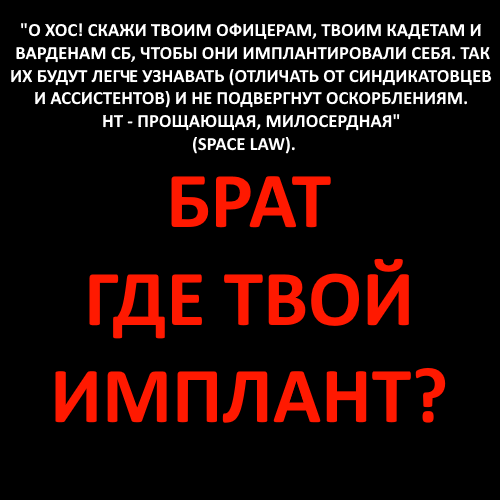 "О ХОС! СКАЖИ ТВОИМ ОФИЦЕРАМ, ТВОИМ КАДЕТАМ И
ВАРДЕНАМ СБ, ЧТОБЫ ОНИ ИМПЛАНТИРОВАЛИ СЕБЯ. ТАК
ИХ БУДУТ ЛЕГЧЕ УЗНАВАТЬ (ОТЛИЧАТЬ ОТ СИНДИКАТОВЦЕВ
И АССИСТЕНТОВ) И НЕ ПОДВЕРГНУТ ОСКОРБЛЕНИЯМ.
НТ - ПРОЩАЮЩАЯ, МИЛОСЕРДНАЯ"
(SPACE LAW).
БРАТ
ГДЕ ТВОЙ
ИМПЛАНТ?